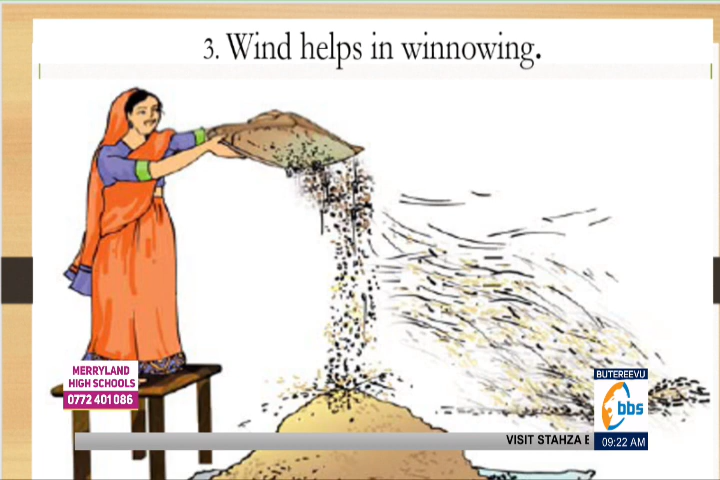 3. Wind helps in winnowing.
MERRYLAND
HIGH SCHOOLS
0772 401 086
BUTEREEVU
bbs
VISIT STAHZA E
09:22 AM